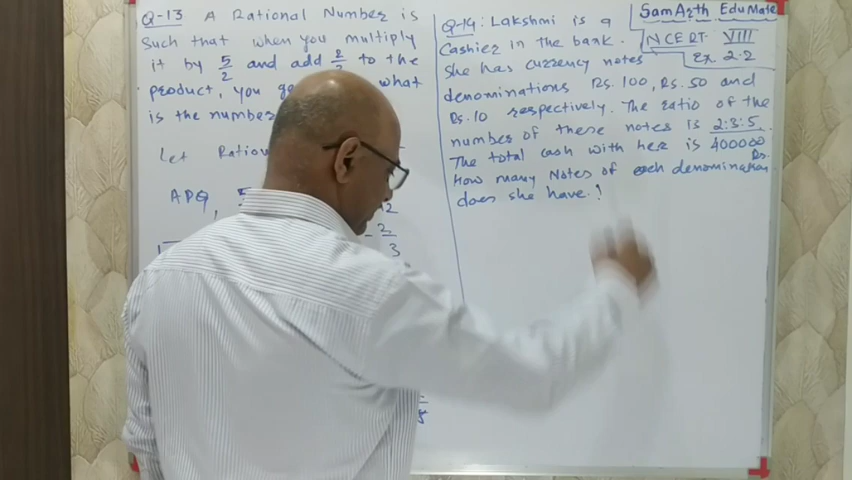 Q-13 A Rational Number is
such that when you multiply
it by 5/2 and add 2/3 to the
product, you what
is the number
Let
APQ,
2
3
Q-14: Lakshmi is a
Cashier in the bank.
She has currency notes
denominations Rs. 100, Rs. 50 and
Rs. 10 respectively. The ratio of the
number of these notes is 2:3:5.
The total cash with her is 400000
Rs.
How many Notes of each denomination
does she have.!
SamArth EduMate
NCERT VIII
Ex 2.2